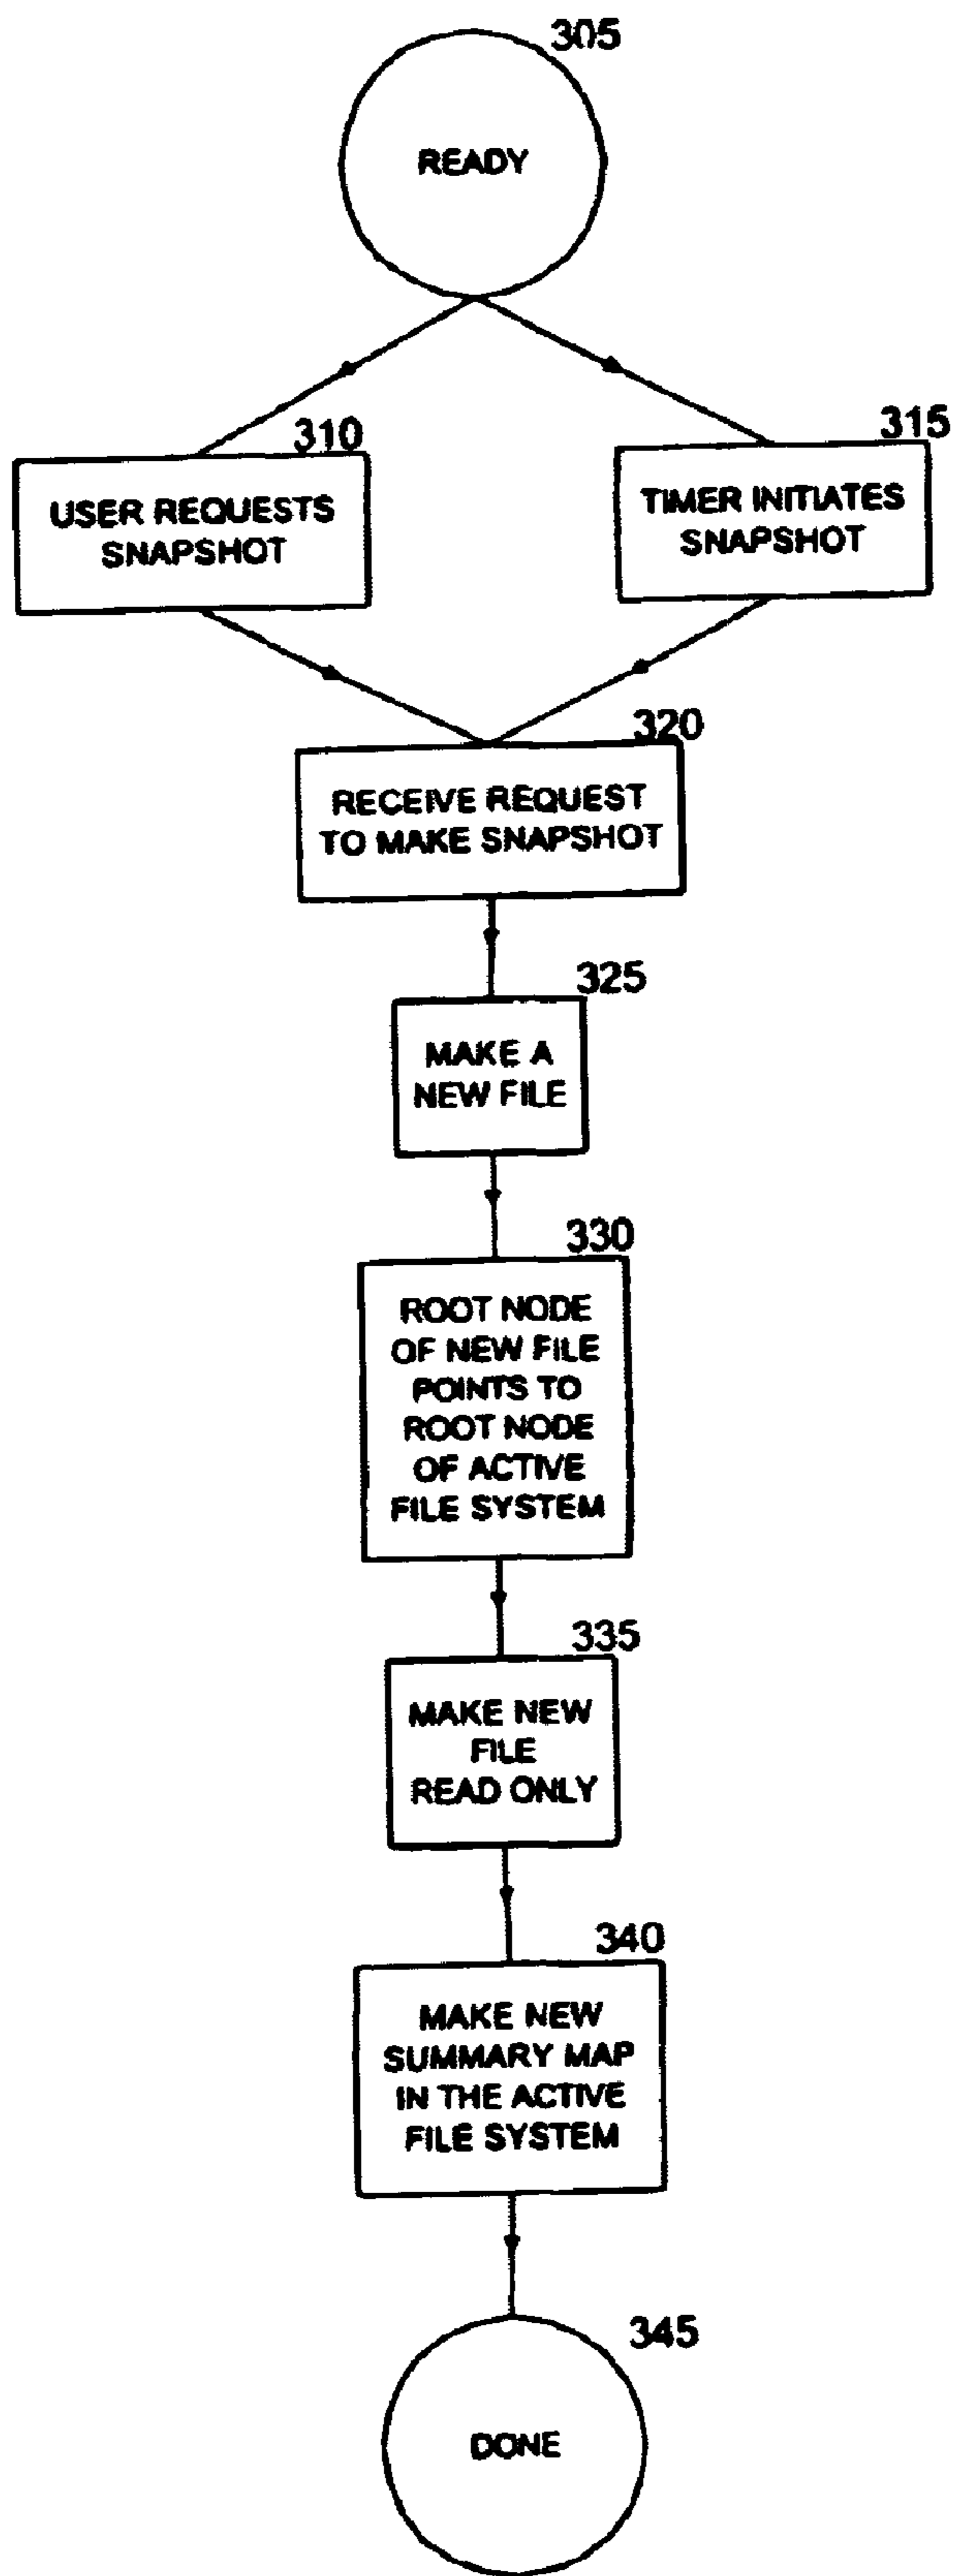 305
READY
310
USER REQUESTS
SNAPSHOT
315
TIMER INITIATES
SNAPSHOT
320
RECEIVE REQUEST
TO MAKE SNAPSHOT
325
MAKE A
NEW FILE
330
ROOT NODE
OF NEW FILE
POINTS TO
ROOT NODE
OF ACTIVE
FILE SYSTEM
335
MAKE NEW
FILE
READ ONLY
340
MAKE NEW
SUMMARY MAP
IN THE ACTIVE
FILE SYSTEM
345
DONE